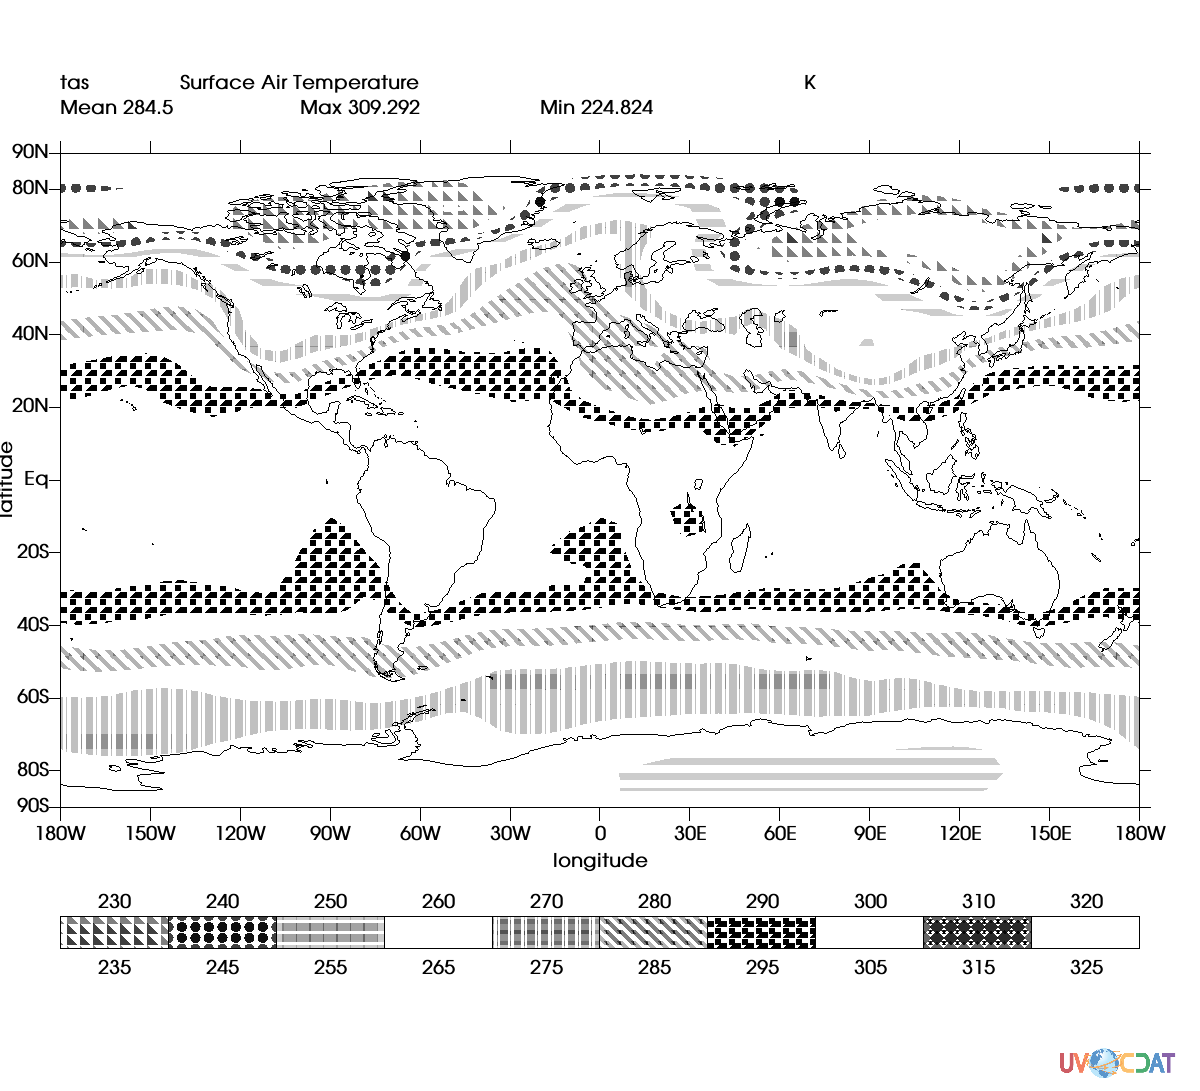 tas Surface Air Temperature K
Mean 284.5 Max 309.292 Min 224.824
90N
80N
60N
40N
20N
Eq
20S
40S
60S
80S
90S
latitude
180W 150W 120W 90W 60W 30W 0 30E 60E 90E 120E 150E 180W
longitude
230 240 250 260 270 280 290 300 310 320
235 245 255 265 275 285 295 305 315 325
UV CDAT